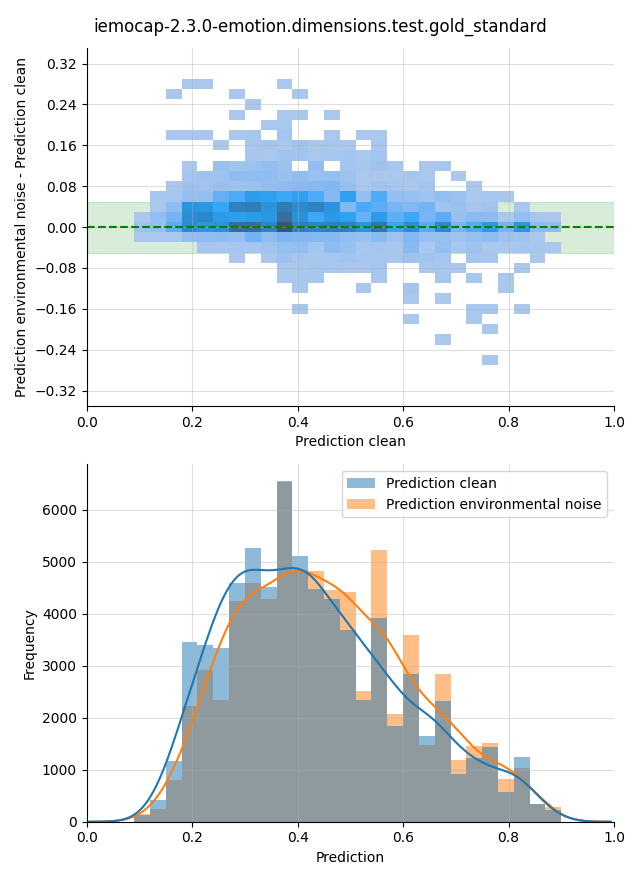 iemocap-2.3.0-emotion.dimensions.test.gold_standard
Prediction environmental noise - Prediction clean
0.32
0.24
0.16
0.08
0.00
−0.08
−0.16
−0.24
−0.32
0.0 0.2 0.4 0.6 0.8 1.0
Prediction clean
Frequency
6000
5000
4000
3000
2000
1000
0
Prediction clean
Prediction environmental noise
0.0 0.2 0.4 0.6 0.8 1.0
Prediction